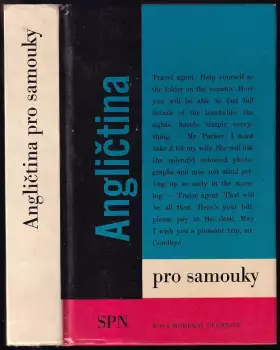 Angličtina pro samouky
Angličtina
Travel agent: Help yourself to
the folder on the counter. Here
you will be able to find full
details of the timetable, the
sights, hotels, simply every-
thing. — Mr Parker: I must
take it for my wife. She will use
the splendid coloured photo-
graphs and may not mind get-
ting up so early in the morn-
ing. — Travel agent: That will
be all then. Here's your bill;
please pay at the desk. May
I wish you a pleasant trip, sir.
Goodbye!
pro samouky
SPN